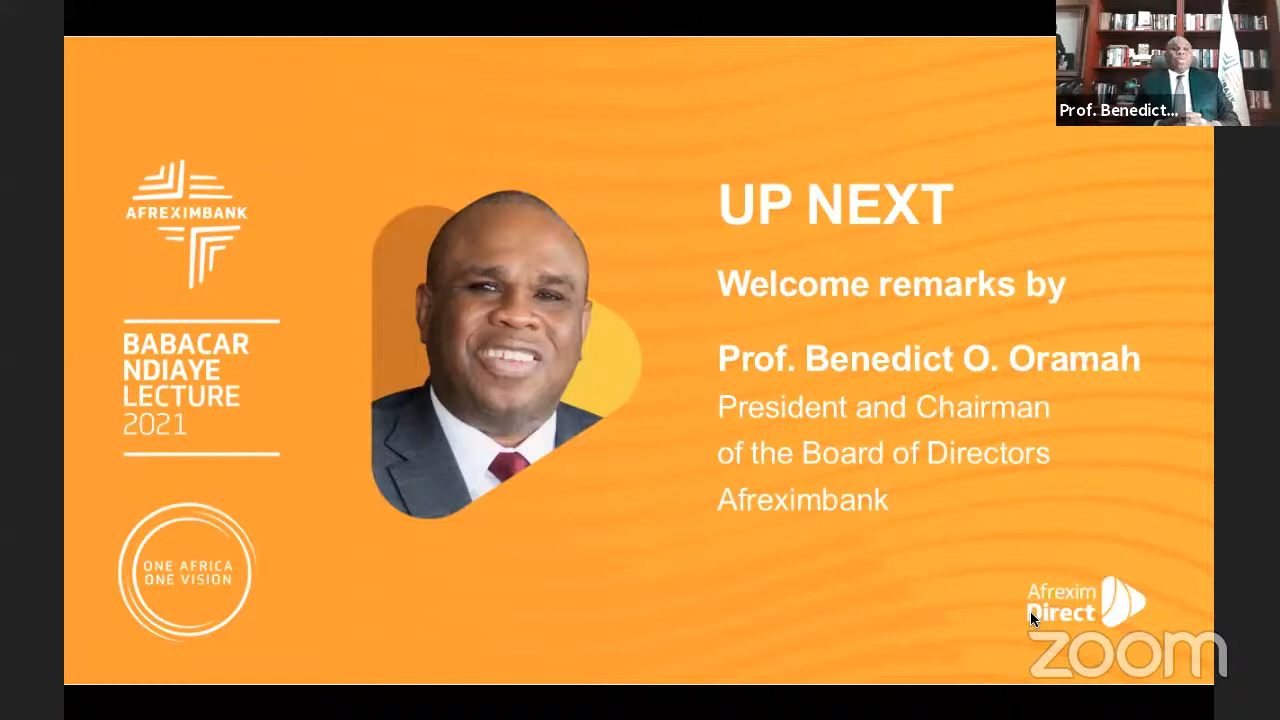 Prof. Benedict...
AFREXIMBANK
BABACAR
NDIAYE
LECTURE
2021
ONE AFRICA
ONE VISION
UP NEXT
Welcome remarks by
Prof. Benedict O. Oramah
President and Chairman
of the Board of Directors
Afreximbank
Afrexim
Direct
zoom